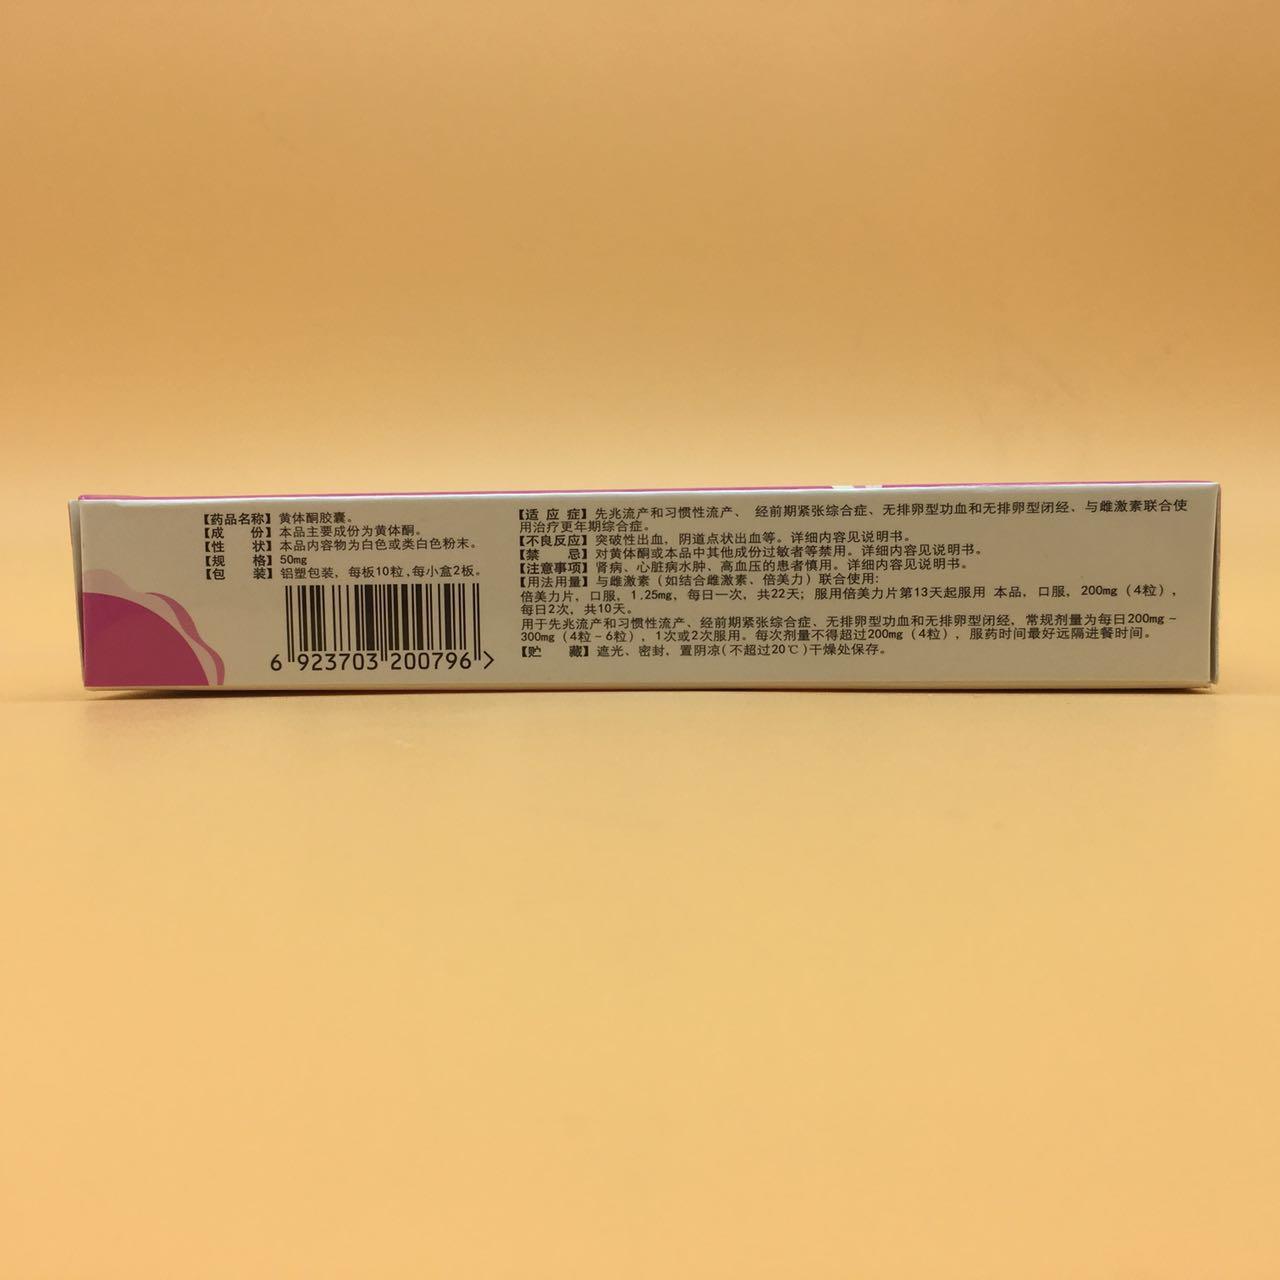 【药品名称】黄体酮胶囊。
【成 份】本品主要成份为黄体酮。
【性 状】本品内容物为白色或类白色粉末。
【规 格】50mg
【包 装】铝塑包装，每板10粒,每小盒2板。
6 923703 200796 >
【适 应 症】先兆流产和习惯性流产、 经前期紧张综合症、无排卵型功血和无排卵型闭经、与雌激素联合使
用治疗更年期综合症。
【不良反应】突破性出血，阴道点状出血等。详细内容见说明书。
【禁 忌】对黄体酮或本品中其他成份过敏者等禁用。详细内容见说明书。
【注意事项】肾病、心脏病水肿、高血压的患者慎用。详细内容见说明书。
【用法用量】与雌激素（如结合雌激素、倍美力）联合使用:
倍美力片，口服，1.25mg，每日一次，共22天；服用倍美力片第13天起服用 本品，口服，200mg（4粒），
每日2次，共10天。
用于先兆流产和习惯性流产、经前期紧张综合症、无排卵型功血和无排卵型闭经，常规剂量为每日200mg－
300mg（4粒－6粒），1次或2次服用。每次剂量不得超过200mg（4粒），服药时间最好远隔进餐时间。
【贮 藏】遮光、密封，置阴凉(不超过20℃)干燥处保存。